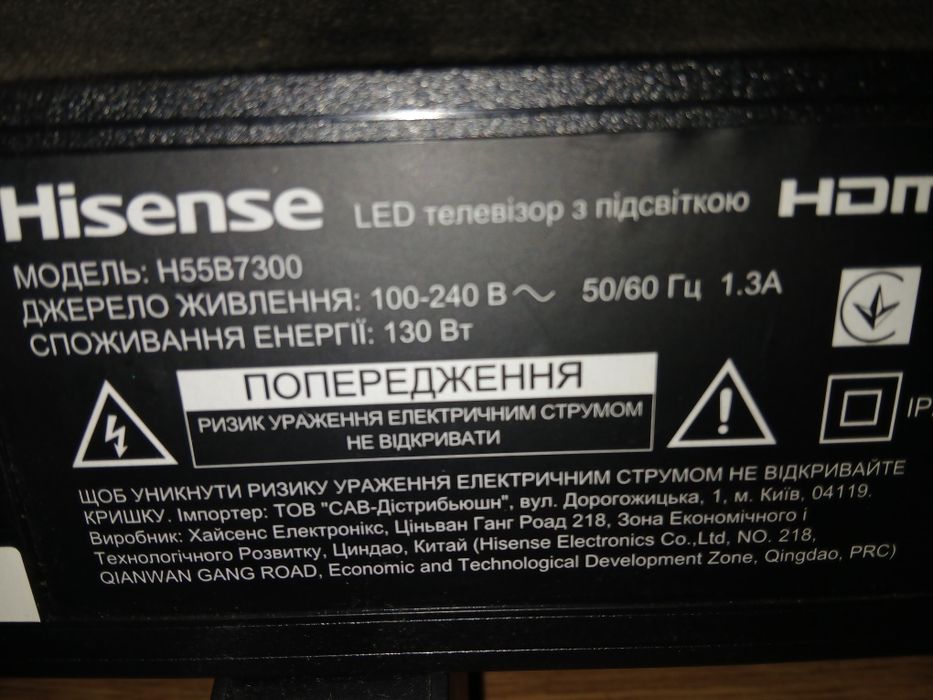 Hisense LED телевізор з підсвіткою HDM
МОДЕЛЬ: H55B7300
ДЖЕРЕЛО ЖИВЛЕННЯ: 100-240 В ~ 50/60 Гц 1.3А
СПОЖИВАННЯ ЕНЕРГІЇ: 130 Вт
ПОПЕРЕДЖЕННЯ
РИЗИК УРАЖЕННЯ ЕЛЕКТРИЧНИМ СТРУМОМ
НЕ ВІДКРИВАТИ
IP
ЩОБ УНИКНУТИ РИЗИКУ УРАЖЕННЯ ЕЛЕКТРИЧНИМ СТРУМОМ НЕ ВІДКРИВАЙТЕ
КРИШКУ. Імпортер: ТОВ "САВ-Дістрибьюшн", вул. Дорогожицька, 1, м. Київ, 04119.
Виробник: Хайсенс Електронікс, Ціньван Ганг Роад 218, Зона Економічного і
Технологічного Розвитку, Циндао, Китай (Hisense Electronics Co.,Ltd, NO. 218,
QIANWAN GANG ROAD, Economic and Technological Development Zone, Qingdao, PRC)